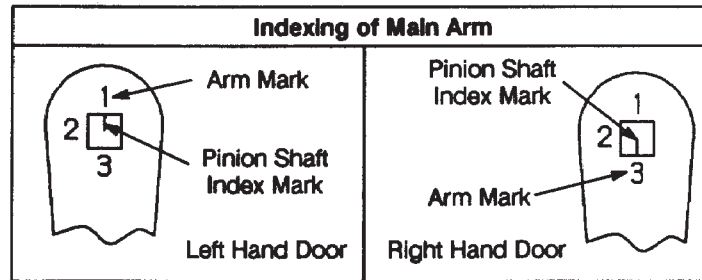 Indexing of Main Arm
1
Arm Mark
2
3
Pinion Shaft
Index Mark
Left Hand Door
Pinion Shaft
Index Mark
1
2
3
Arm Mark
Right Hand Door